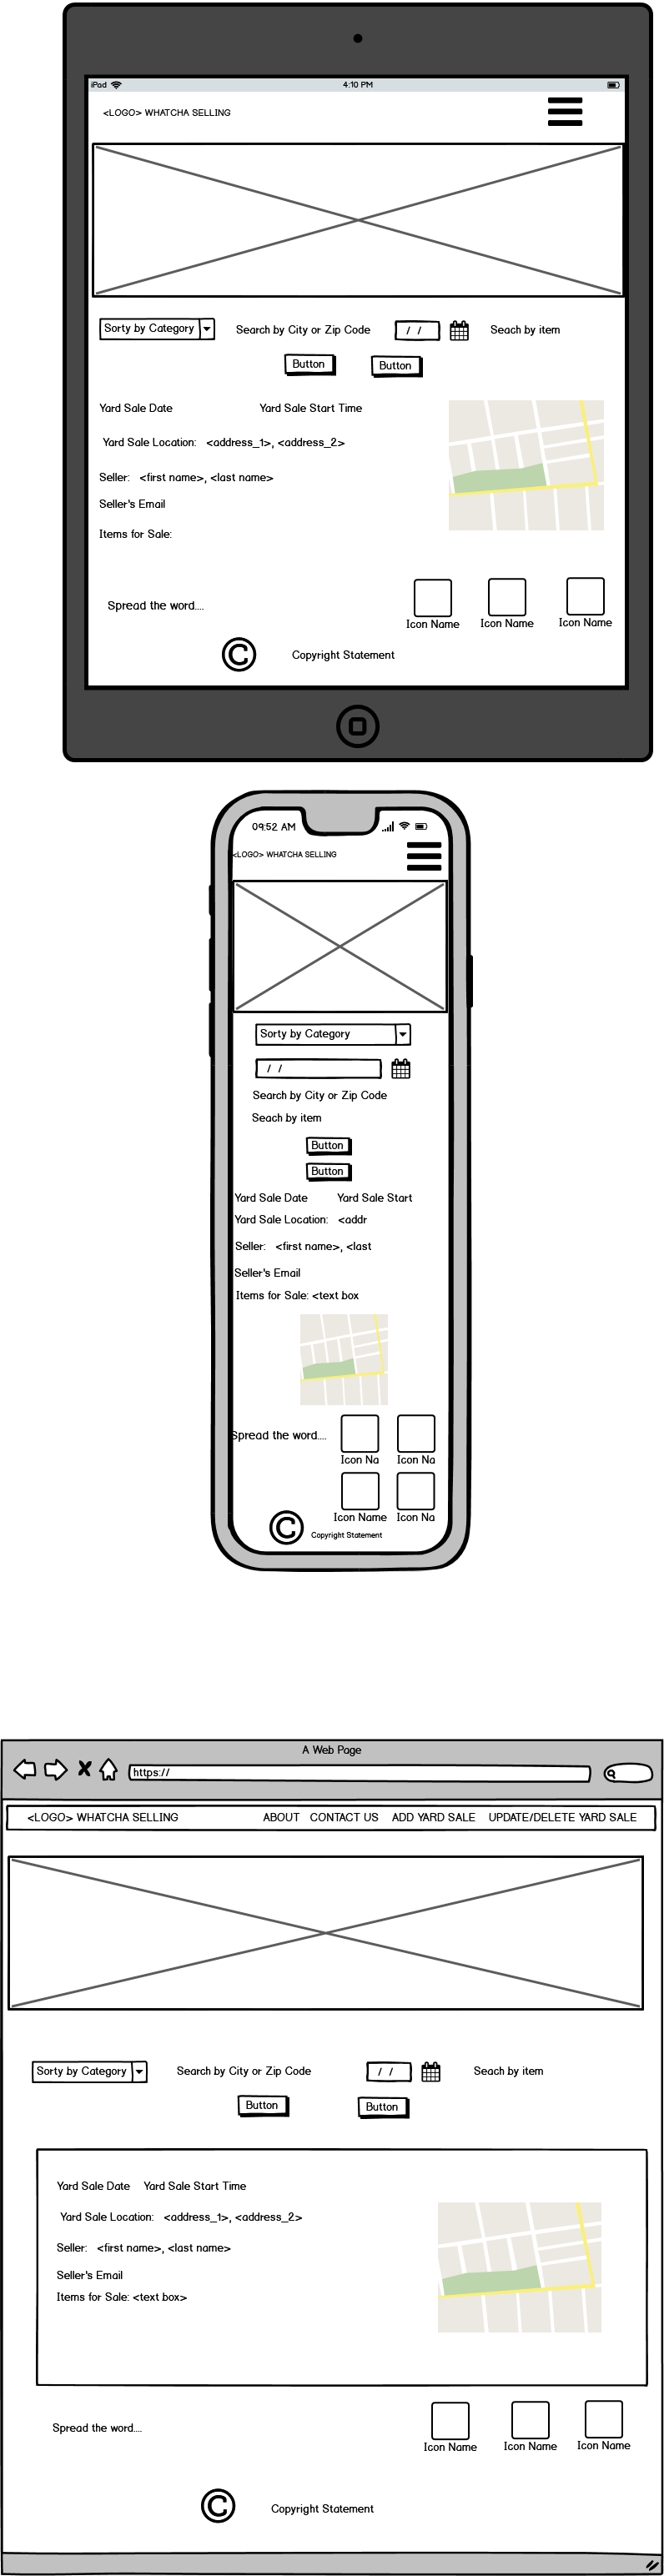 iPad 4:10 PM
<LOGO> WHATCHA SELLING
Sorty by Category Search by City or Zip Code / / Seach by item
Button Button
Yard Sale Date Yard Sale Start Time
Yard Sale Location: <address_1>, <address_2>
Seller: <first name>, <last name>
Seller's Email
Items for Sale:
Spread the word....
Icon Name Icon Name Icon Name
© Copyright Statement
09:52 AM
<LOGO> WHATCHA SELLING
Sorty by Category
/ /
Search by City or Zip Code
Seach by item
Button
Button
Yard Sale Date Yard Sale Start
Yard Sale Location: <addr
Seller: <first name>, <last
Seller's Email
Items for Sale: <text box
Spread the word....
Icon Na Icon Na
Icon Name Icon Na
© Copyright Statement
A Web Page
https://
<LOGO> WHATCHA SELLING ABOUT CONTACT US ADD YARD SALE UPDATE/DELETE YARD SALE
Sorty by Category Search by City or Zip Code / / Seach by item
Button Button
Yard Sale Date Yard Sale Start Time
Yard Sale Location: <address_1>, <address_2>
Seller: <first name>, <last name>
Seller's Email
Items for Sale: <text box>
Spread the word....
Icon Name Icon Name Icon Name
© Copyright Statement